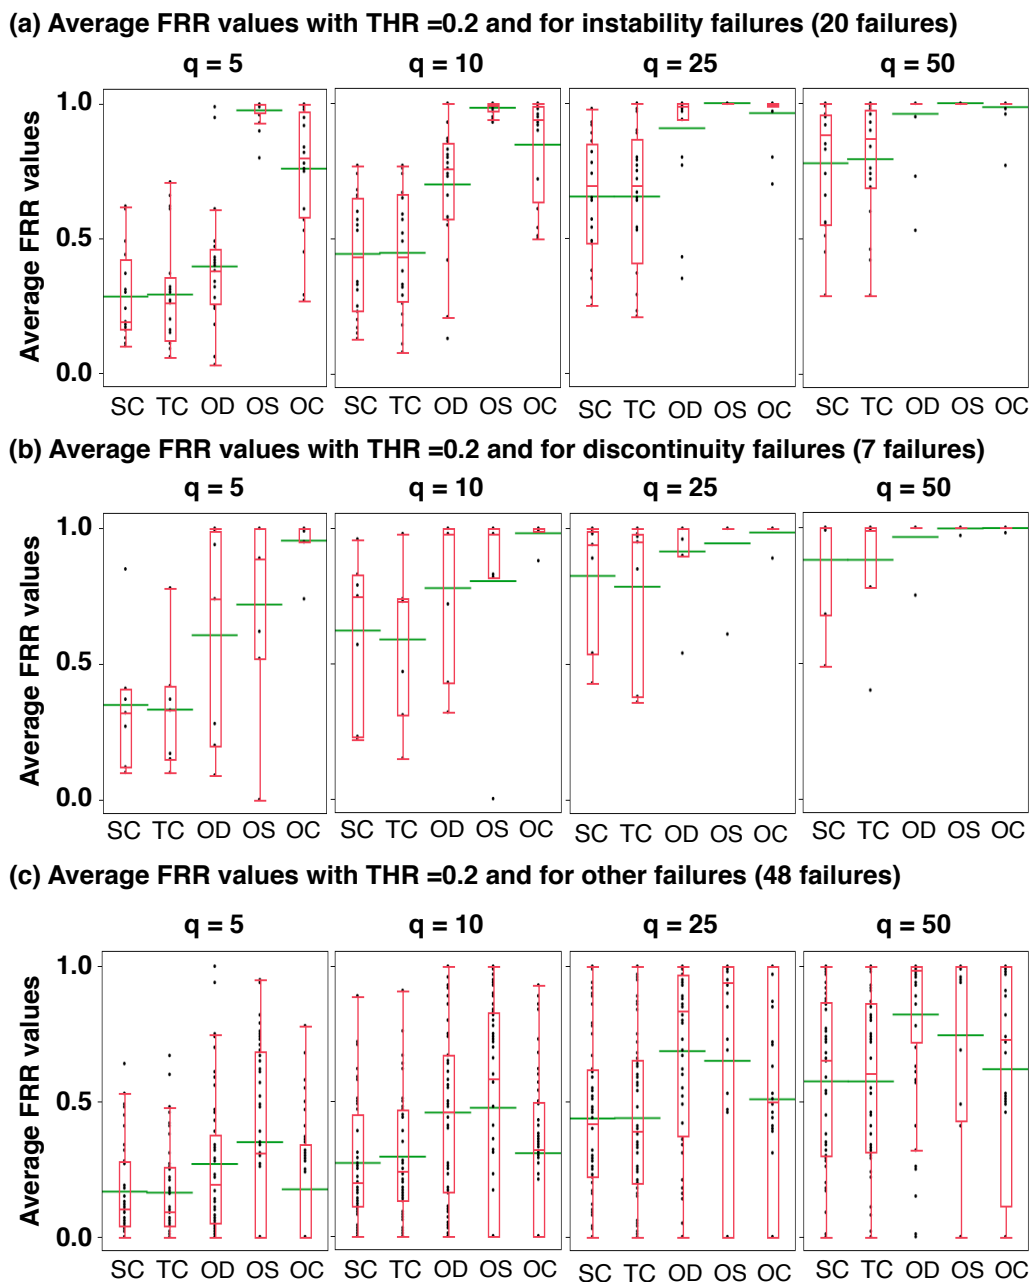 (a) Average FRR values with THR =0.2 and for instability failures (20 failures)
q = 5 q = 10 q = 25 q = 50
Average FRR values
1.0
0.5
0.0
SC TC OD OS OC SC TC OD OS OC SC TC OD OS OC SC TC OD OS OC
(b) Average FRR values with THR =0.2 and for discontinuity failures (7 failures)
q = 5 q = 10 q = 25 q = 50
Average FRR values
1.0
0.5
0.0
SC TC OD OS OC SC TC OD OS OC SC TC OD OS OC SC TC OD OS OC
(c) Average FRR values with THR =0.2 and for other failures (48 failures)
q = 5 q = 10 q = 25 q = 50
Average FRR values
1.0
0.5
0.0
SC TC OD OS OC SC TC OD OS OC SC TC OD OS OC SC TC OD OS OC